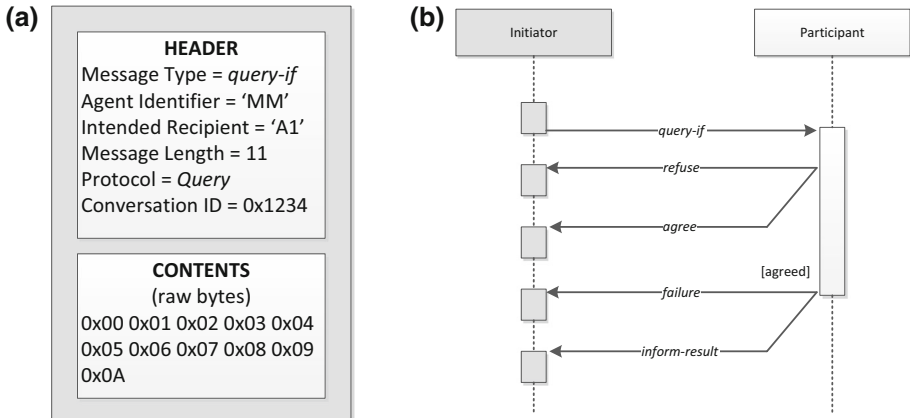 (a)
HEADER
Message Type = query-if
Agent Identifier = ‘MM’
Intended Recipient = ‘A1’
Message Length = 11
Protocol = Query
Conversation ID = 0x1234
CONTENTS
(raw bytes)
0x00 0x01 0x02 0x03 0x04
0x05 0x06 0x07 0x08 0x09
0x0A
(b)
Initiator
Participant
query-if
refuse
agree
[agreed]
failure
inform-result